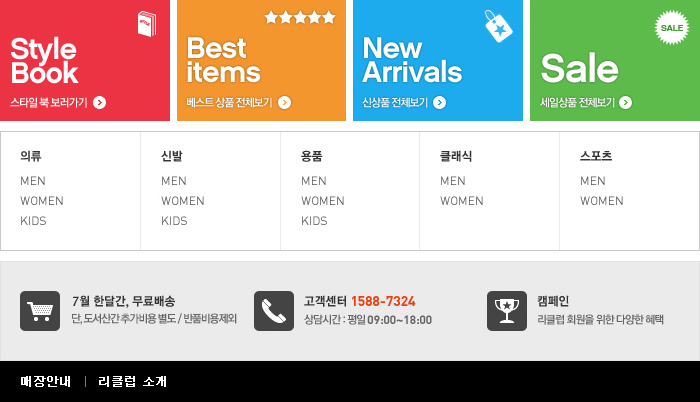 Style
Book
스타일 북 보러가기
Best
items
베스트 상품 전체보기
New
Arrivals
신상품 전체보기
SALE
Sale
세일상품 전체보기
의류
MEN
WOMEN
KIDS
신발
MEN
WOMEN
KIDS
용품
MEN
WOMEN
KIDS
클래식
MEN
WOMEN
스포츠
MEN
WOMEN
7월 한달간, 무료배송
단, 도서산간 추가비용 별도 / 반품비용제외
고객센터 1588-7324
상담시간 : 평일 09:00~18:00
캠페인
리클럽 회원을 위한 다양한 혜택
매장안내 | 리클럽 소개